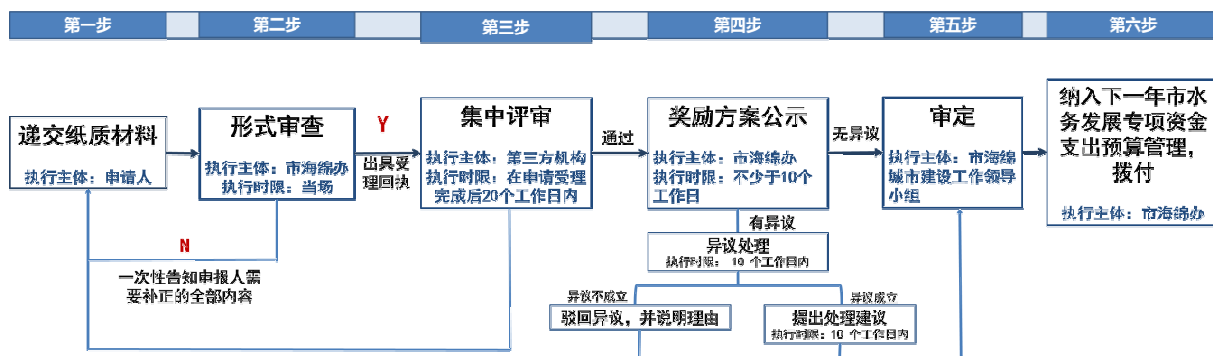 第一步
第二步
第三步
第四步
第五步
第六步
递交纸质材料
执行主体：申请人
形式审查
执行主体：市海绵办
执行时限：当场
Y
出具受
理回执
N
一次性告知申报人需
要补正的全部内容
集中评审
执行主体：第三方机构
执行时限：在申请受理
完成后20个工作日内
通过
奖励方案公示
执行主体：市海绵办
执行时限：不少于10个
工作日
无异议
有异议
异议处理
执行时限：10 个工作日内
异议不成立
驳回异议，并说明理由
异议成立
提出处理建议
执行时限：10 个工作日内
审定
执行主体：市海绵
城市建设工作领导
小组
纳入下一年市水
务发展专项资金
支出预算管理，
拨付
执行主体：市海绵办